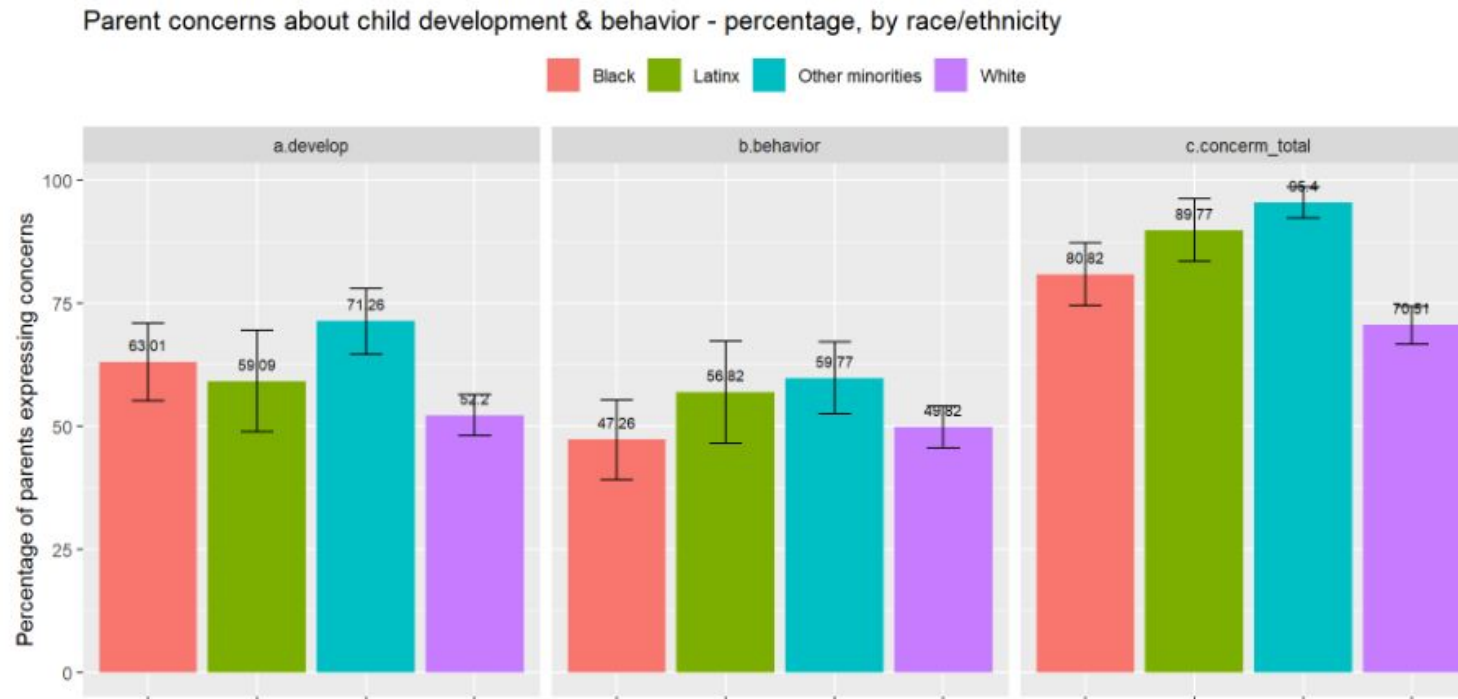 Parent concerns about child development & behavior - percentage, by race/ethnicity
Black Latinx Other minorities White
a.develop b.behavior c.concerm_total
Percentage of parents expressing concerns
100
75
50
25
0
63.01 59.09 71.26 52.2
47.26 56.82 59.77 49.82
80.82 89.77 95.4 70.51